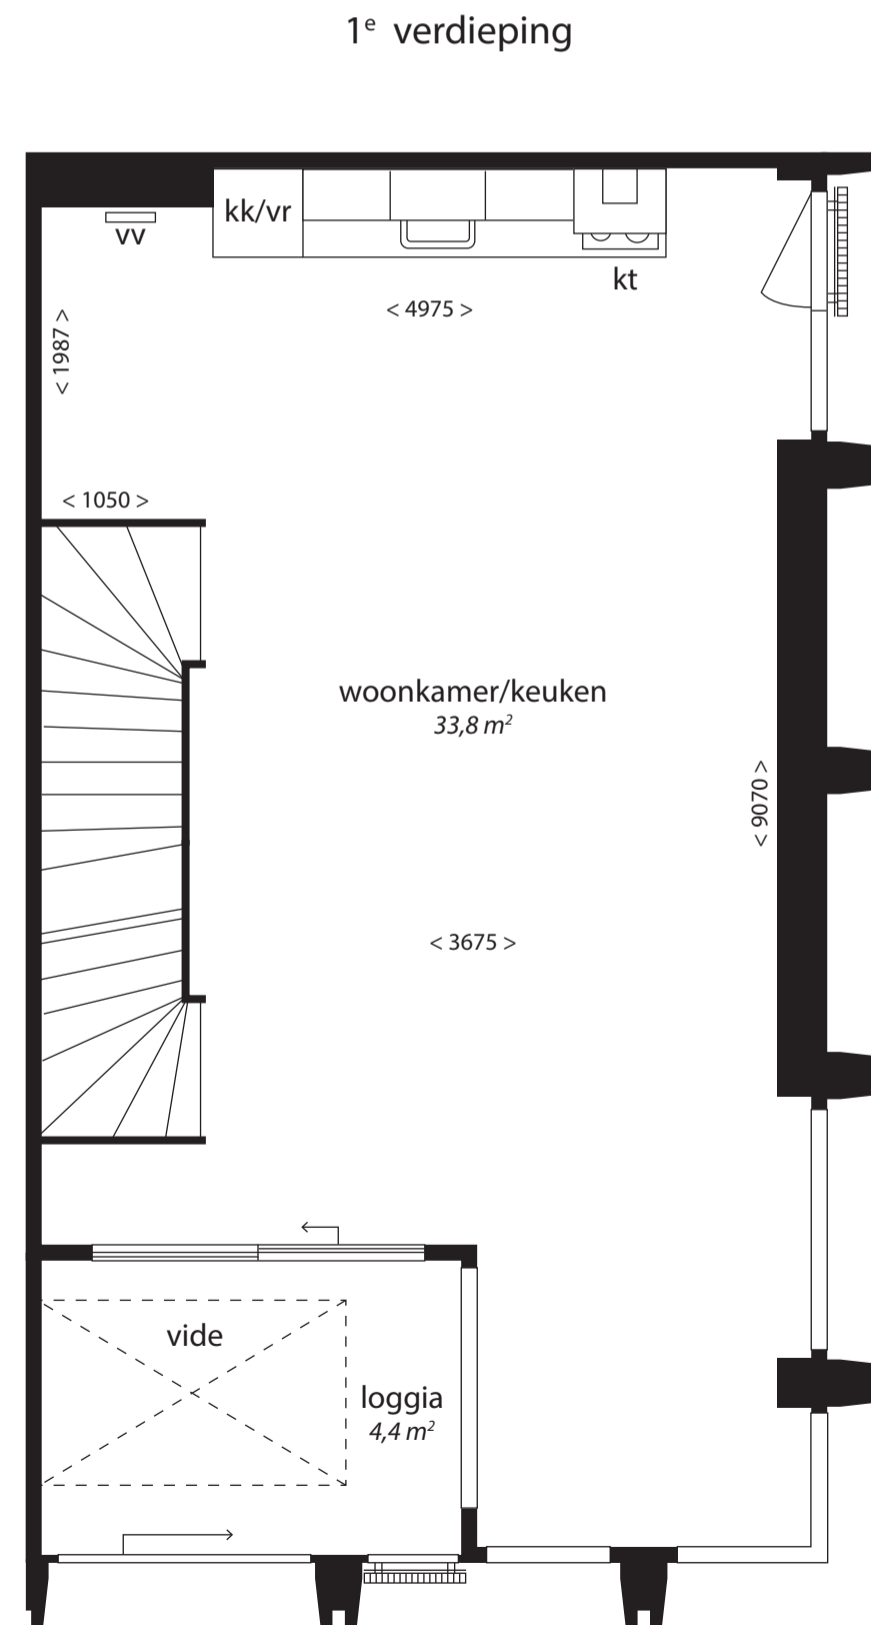 1e verdieping
kk/vr
vv
kt
< 4975 >
< 1987 >
< 1050 >
woonkamer/keuken
33,8 m²
< 9070 >
< 3675 >
vide
loggia
4,4 m²